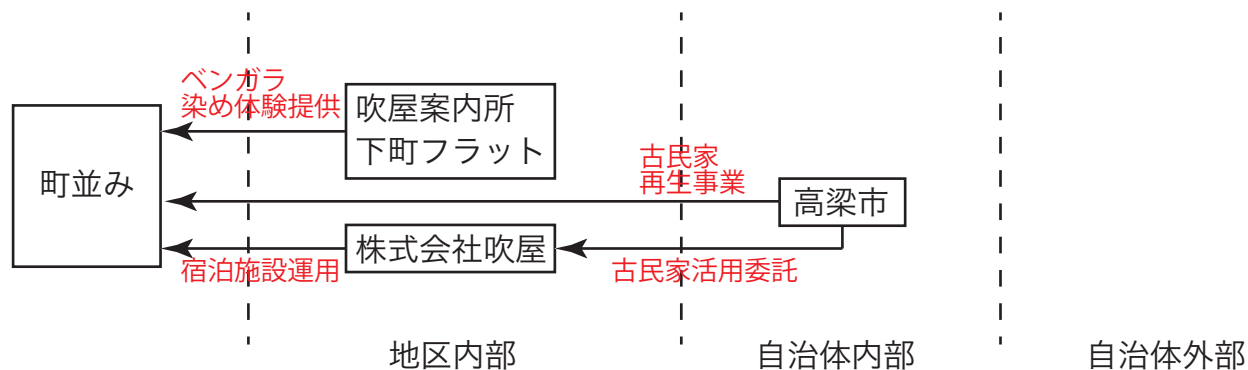 ベンガラ
染め体験提供
吹屋案内所
下町フラット
町並み
古民家
再生事業
高梁市
株式会社吹屋
宿泊施設運用
古民家活用委託
地区内部
自治体内部
自治体外部